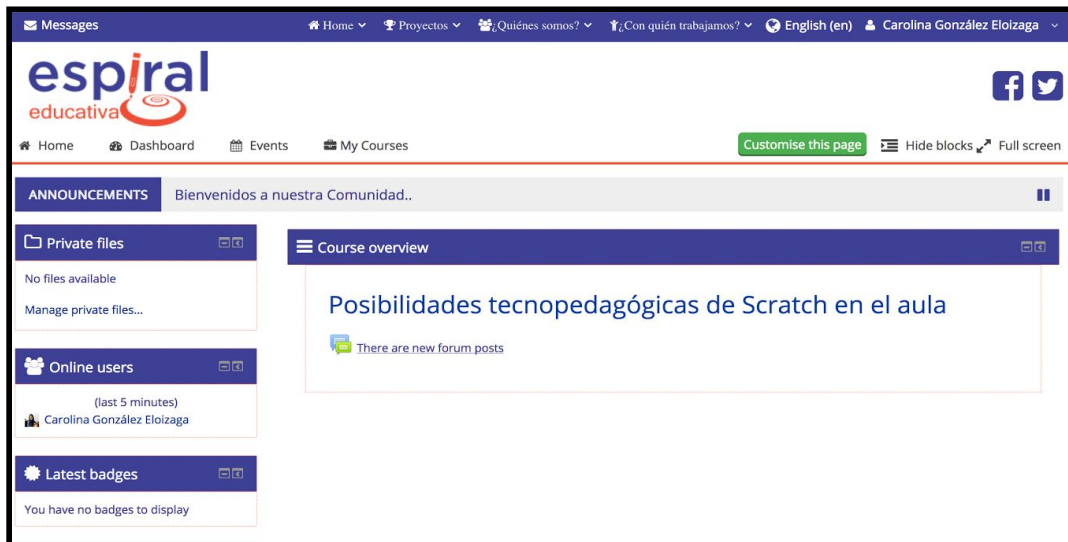 Messages Home Proyectos ¿Quiénes somos? ¿Con quién trabajamos? English (en) Carolina González Eloizaga
espiral
educativa
Home Dashboard Events My Courses Customise this page Hide blocks Full screen
ANNOUNCEMENTS Bienvenidos a nuestra Comunidad..
Private files
No files available
Manage private files...
Online users
(last 5 minutes)
Carolina González Eloizaga
Latest badges
You have no badges to display
Course overview
Posibilidades tecnopedagógicas de Scratch en el aula
There are new forum posts